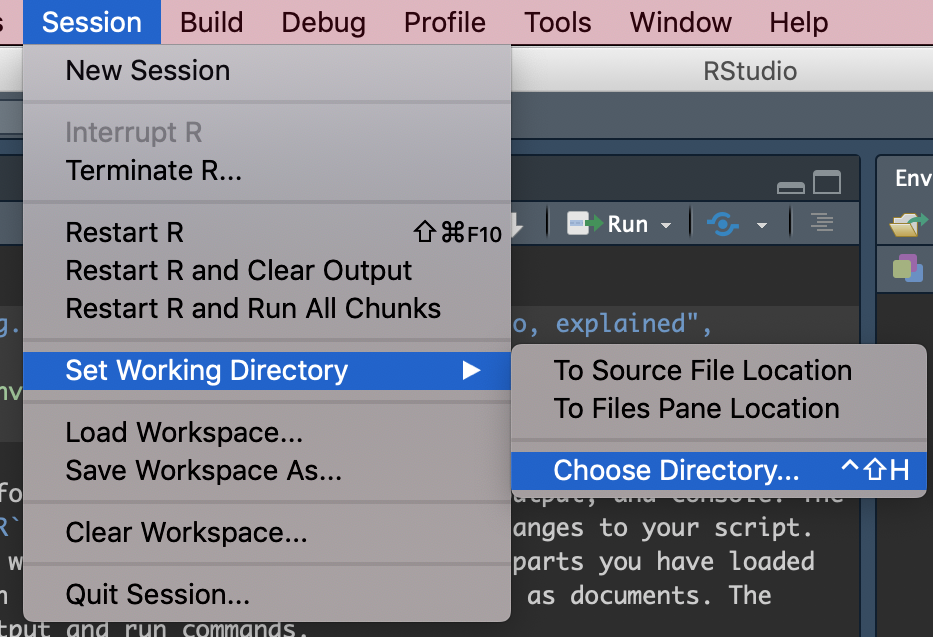 Session Build Debug Profile Tools Window Help
New Session
RStudio
Interrupt R
Terminate R...
Env
Run
Restart R ⇧⌘F10
Restart R and Clear Output
Restart R and Run All Chunks
g. o, explained",
Set Working Directory ▶
To Source File Location
To Files Pane Location
nv
Load Workspace...
Save Workspace As...
Choose Directory... ^⇧H
fo output, and console. The
Clear Workspace...
R` anges to your script.
w parts you have loaded
Quit Session...
n as documents. The
tput and run commands.